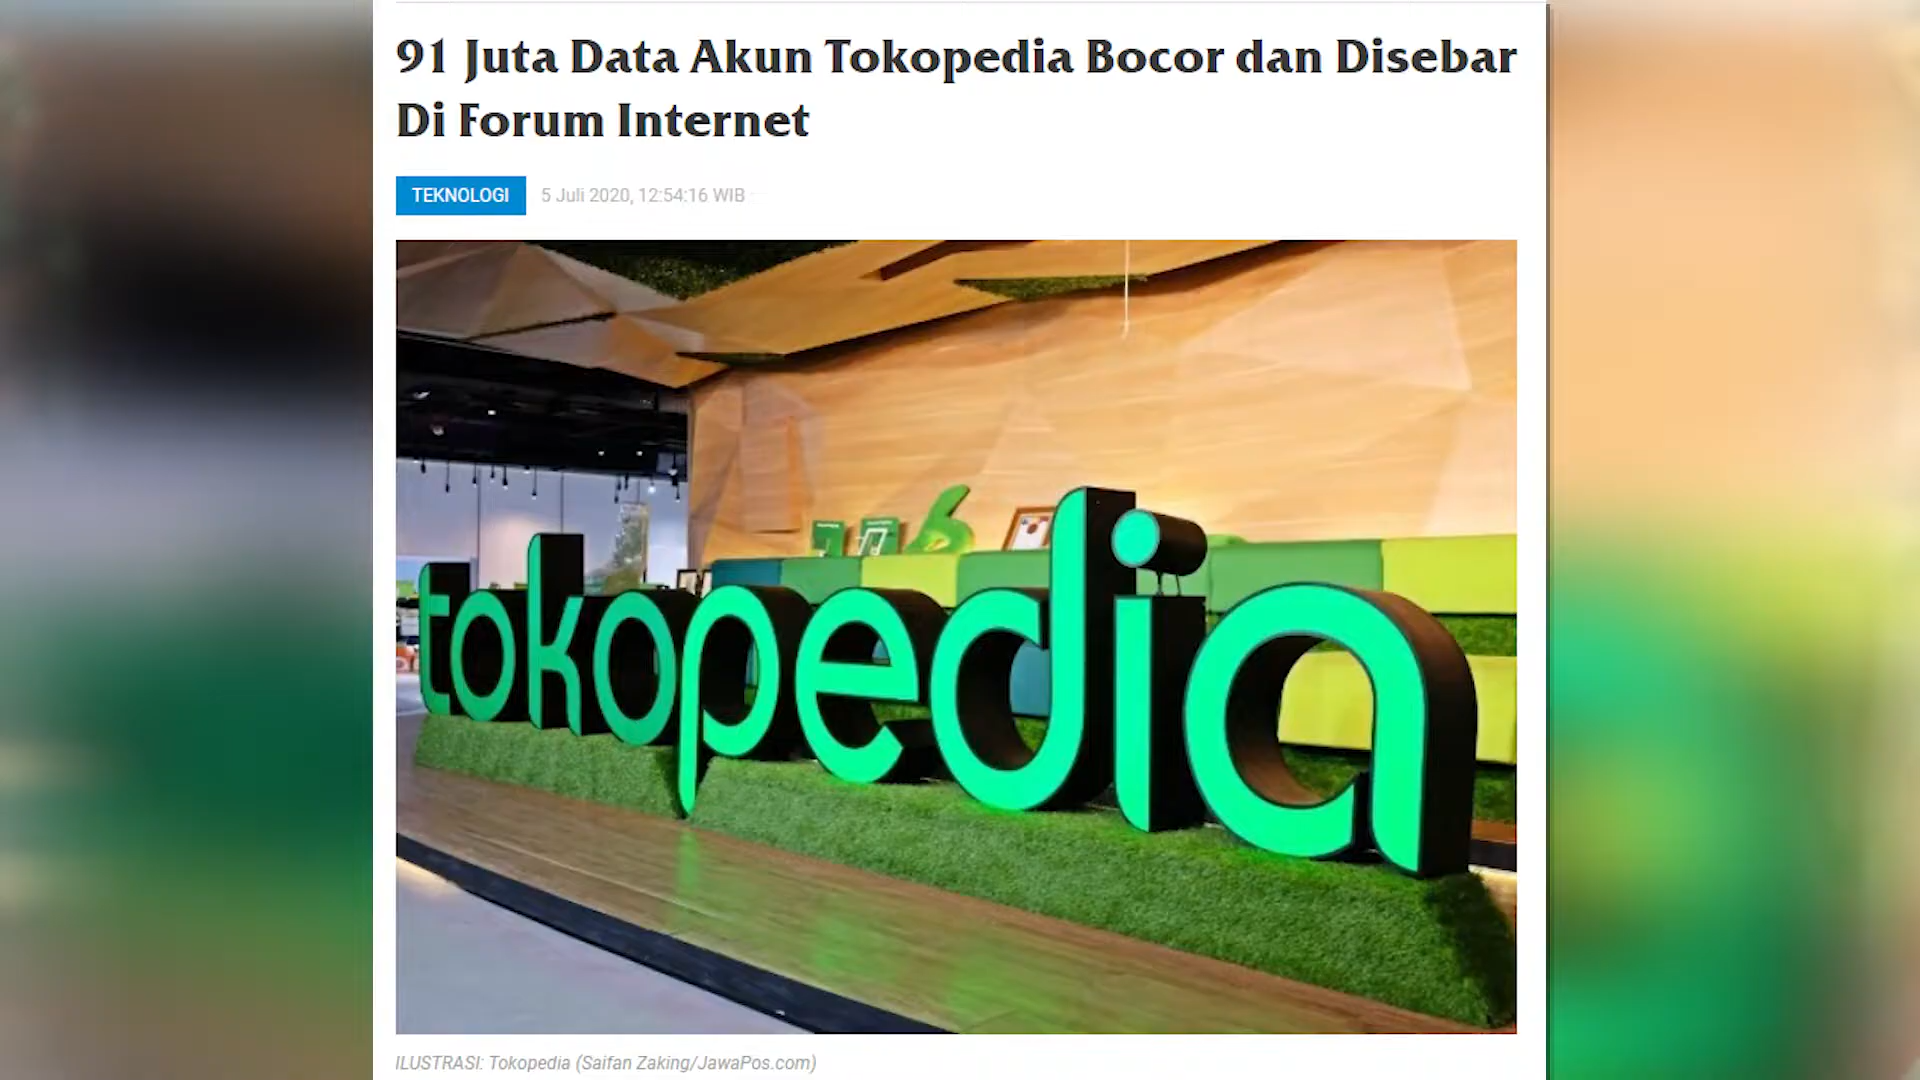 91 Juta Data Akun Tokopedia Bocor dan Disebar
Di Forum Internet
TEKNOLOGI 5 Juli 2020, 12:54:16 WIB
tokopedia
ILUSTRASI: Tokopedia (Saifan Zaking/JawaPos.com)